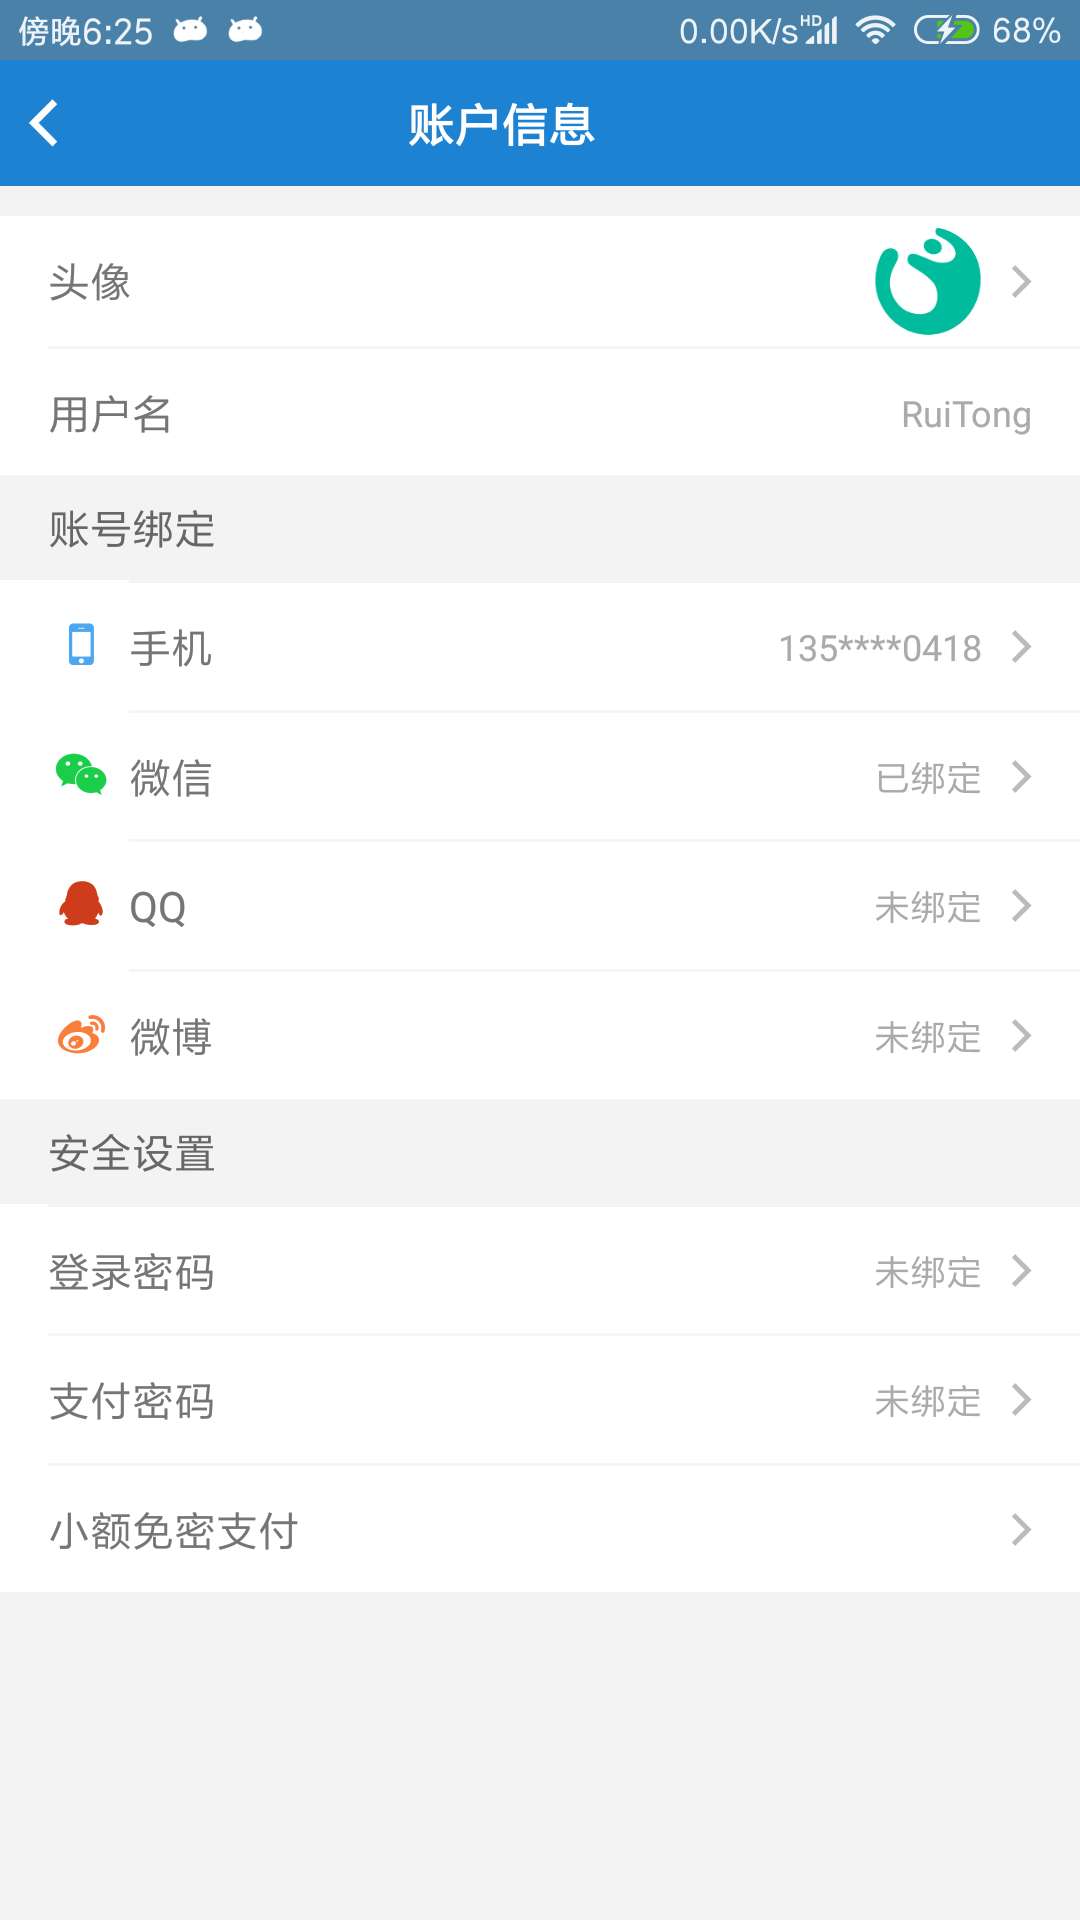 傍晚6:25 0.00K/s HD 68%
账户信息
头像
用户名 RuiTong
账号绑定
手机 135****0418
微信 已绑定
QQ 未绑定
微博 未绑定
安全设置
登录密码 未绑定
支付密码 未绑定
小额免密支付